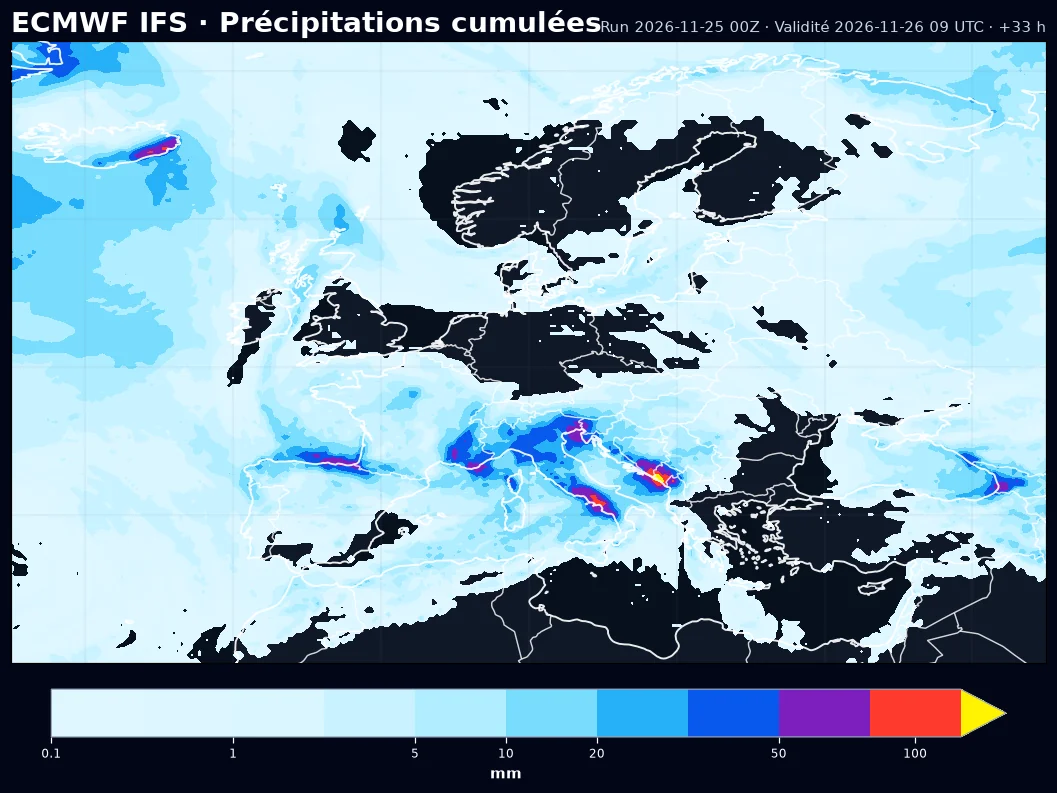 ECMWF IFS · Précipitations cumulées
Run 2026-11-25 00Z · Validité 2026-11-26 09 UTC · +33 h
0.1 1 5 10 20 50 100
mm